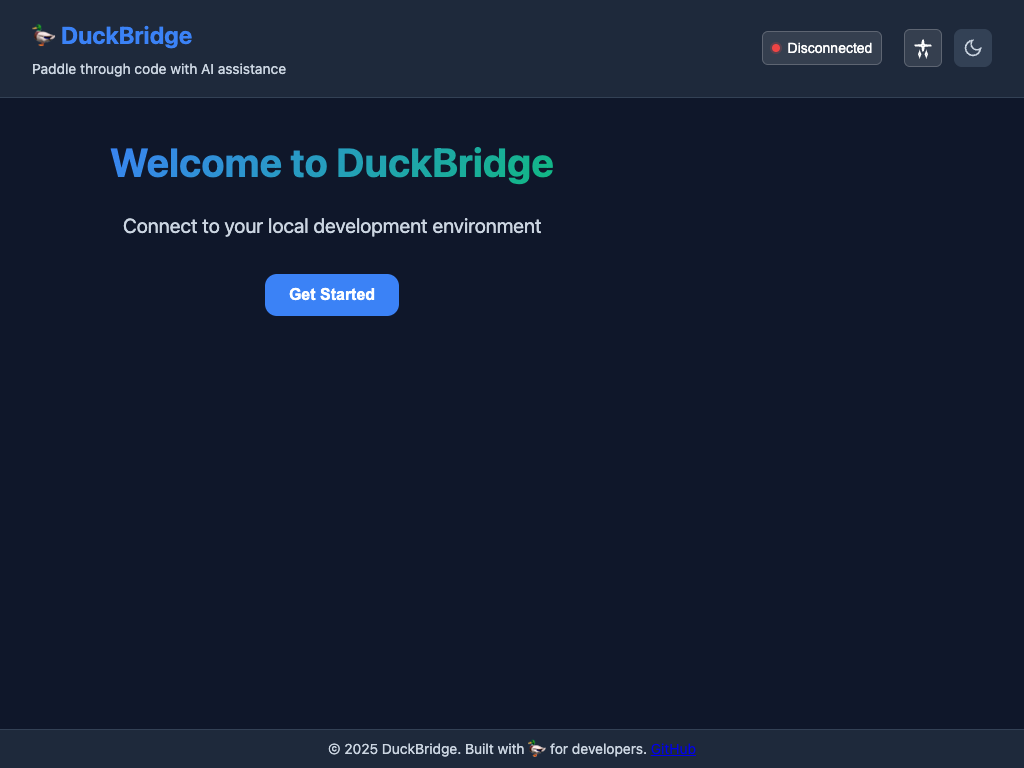 🦆 DuckBridge
Paddle through code with AI assistance
Disconnected
Welcome to DuckBridge
Connect to your local development environment
Get Started
© 2025 DuckBridge. Built with 🦆 for developers. GitHub